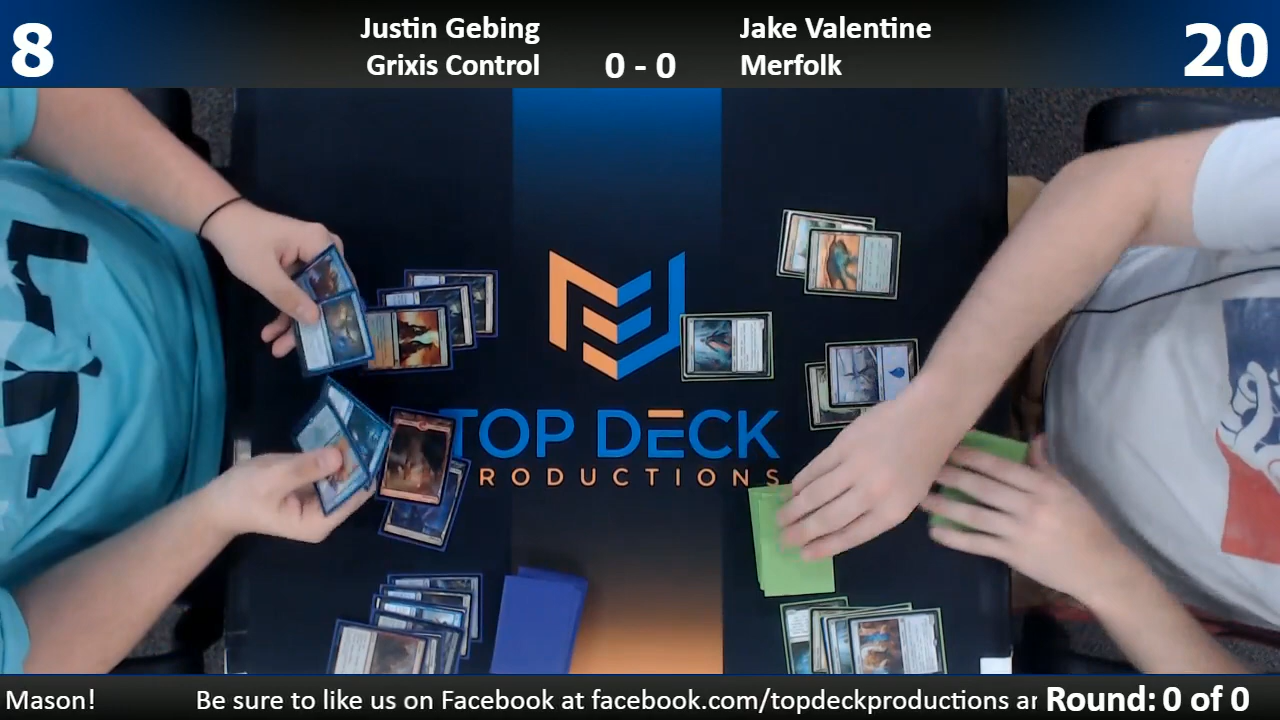 8
Justin Gebing
Grixis Control
0 - 0
Jake Valentine
Merfolk
20
TOP DECK
RODUCTIONS
Mason!
Be sure to like us on Facebook at facebook.com/topdeckproductions ar
Round: 0 of 0